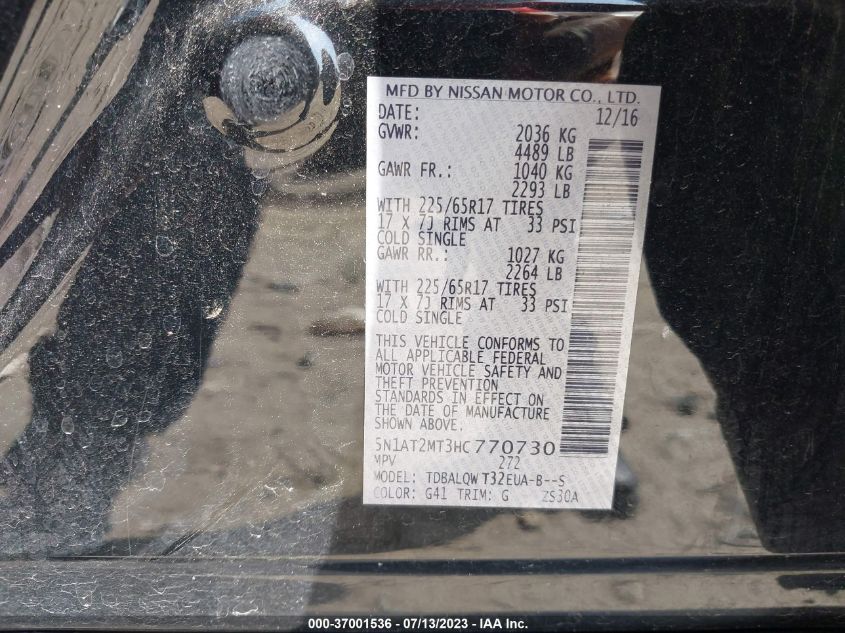 MFD BY NISSAN MOTOR CO., LTD.
DATE: 12/16
GVWR: 2036 KG
4489 LB
GAWR FR.: 1040 KG
2293 LB
WITH 225/65R17 TIRES
17 X 7J RIMS AT 33 PSI
COLD SINGLE
GAWR RR.: 1027 KG
2264 LB
WITH 225/65R17 TIRES
17 X 7J RIMS AT 33 PSI
COLD SINGLE
THIS VEHICLE CONFORMS TO
ALL APPLICABLE FEDERAL
MOTOR VEHICLE SAFETY AND
THEFT PREVENTION
STANDARDS IN EFFECT ON
THE DATE OF MANUFACTURE
SHOWN ABOVE.
5N1AT2MT3HC770730
MPV 272
MODEL: TDBALQW T32EUA-B--S
COLOR: G41 TRIM: G ZS30A
000-37001536 - 07/13/2023 - IAA Inc.